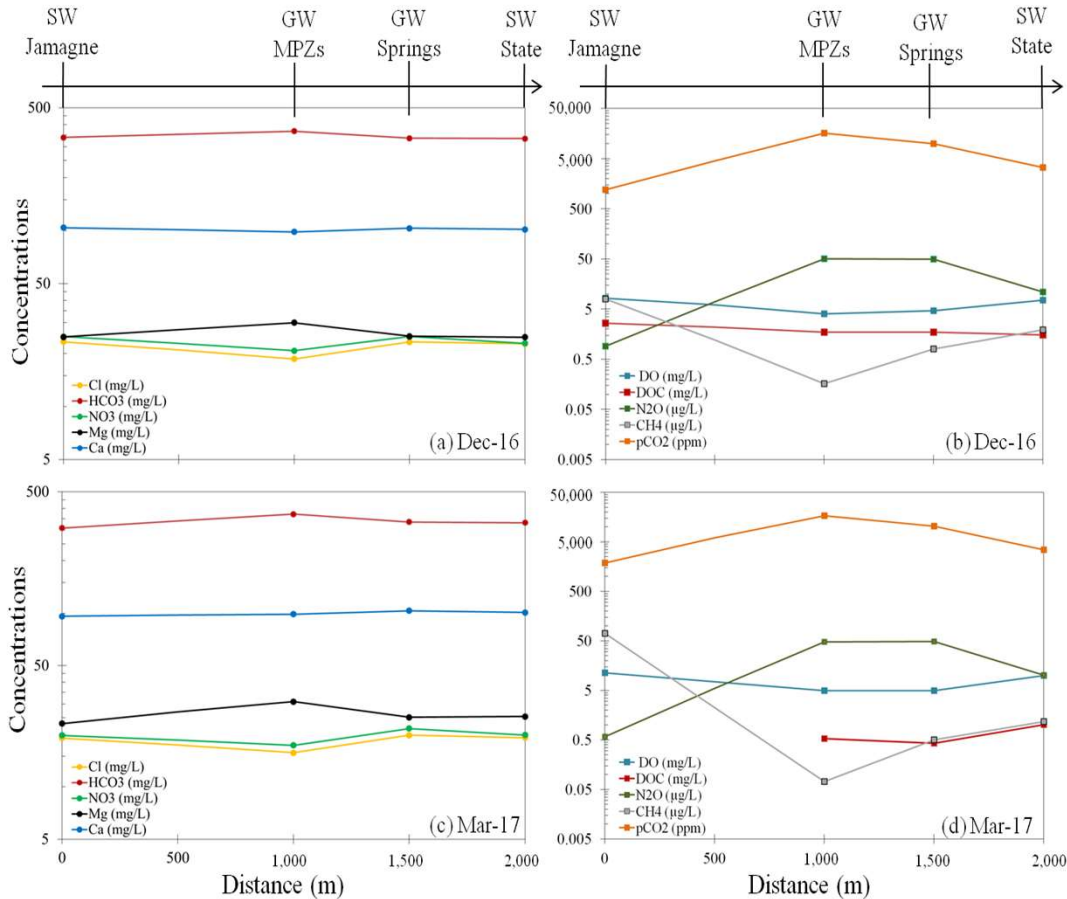 SW
Jamagne
GW
MPZs
GW
Springs
SW
State
SW
Jamagne
GW
MPZs
GW
Springs
SW
State
Concentrations
500
50
5
Cl (mg/L)
HCO3 (mg/L)
NO3 (mg/L)
Mg (mg/L)
Ca (mg/L)
(a) Dec-16
50,000
5,000
500
50
5
0.5
0.05
0.005
DO (mg/L)
DOC (mg/L)
N2O (µg/L)
CH4 (µg/L)
pCO2 (ppm)
(b) Dec-16
Concentrations
500
50
5
Cl (mg/L)
HCO3 (mg/L)
NO3 (mg/L)
Mg (mg/L)
Ca (mg/L)
(c) Mar-17
0 500 1,000 1,500 2,000
Distance (m)
50,000
5,000
500
50
5
0.5
0.05
0.005
DO (mg/L)
DOC (mg/L)
N2O (µg/L)
CH4 (µg/L)
pCO2 (ppm)
(d) Mar-17
0 500 1,000 1,500 2,000
Distance (m)